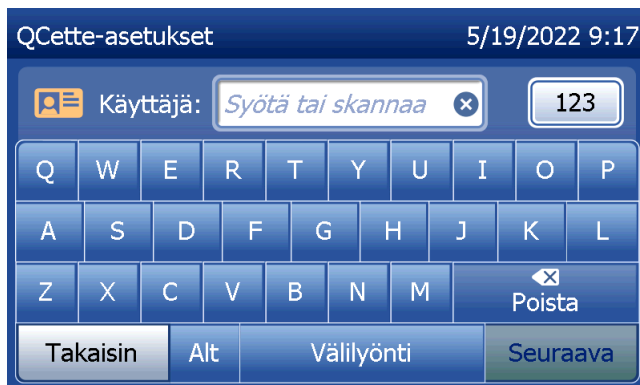 QCette-asetukset 5/19/2022 9:17
Käyttäjä: Syötä tai skannaa 123
Q W E R T Y U I O P
A S D F G H J K L
Z X C V B N M Poista
Takaisin Alt Välilyönti Seuraava